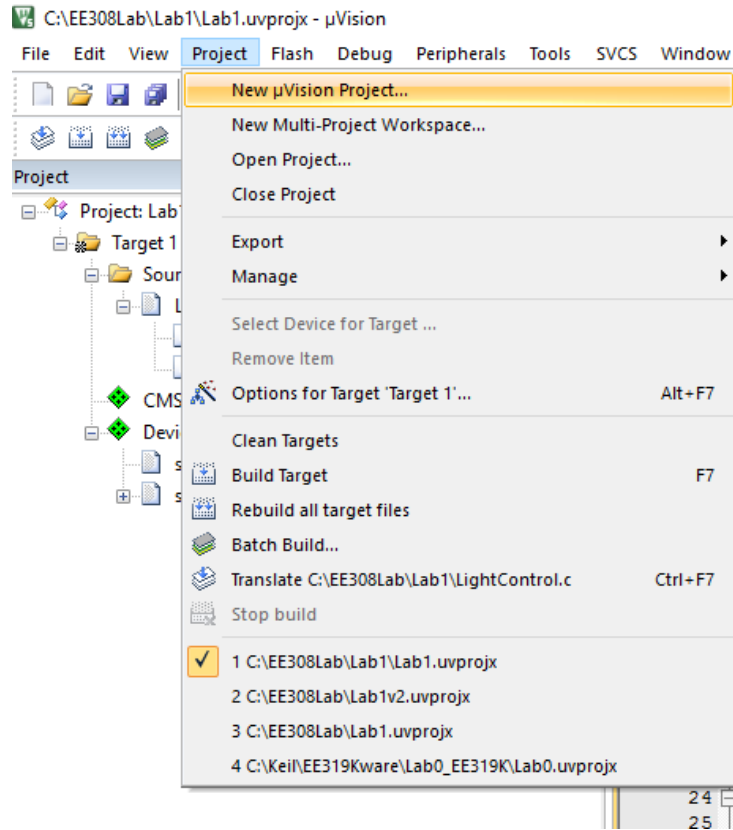 C:\EE308Lab\Lab1\Lab1.uvprojx - µVision
File Edit View Project Flash Debug Peripherals Tools SVCS Window
New µVision Project...
New Multi-Project Workspace...
Open Project...
Close Project
Export
Manage
Select Device for Target ...
Remove Item
Options for Target 'Target 1'... Alt+F7
Clean Targets
Build Target F7
Rebuild all target files
Batch Build...
Translate C:\EE308Lab\Lab1\LightControl.c Ctrl+F7
Stop build
1 C:\EE308Lab\Lab1\Lab1.uvprojx
2 C:\EE308Lab\Lab1v2.uvprojx
3 C:\EE308Lab\Lab1.uvprojx
4 C:\Keil\EE319Kware\Lab0_EE319K\Lab0.uvprojx
Project
Project: Lab
Target 1
Sour
L
CMS
Devi
s
s
24
25